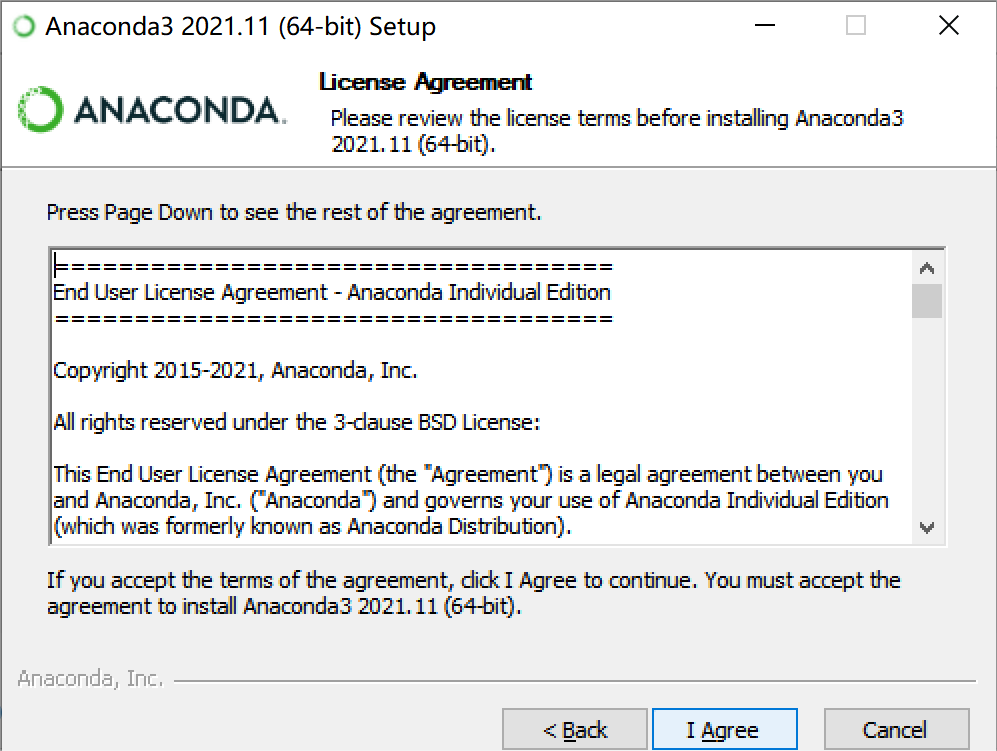 Anaconda3 2021.11 (64-bit) Setup
ANACONDA.
License Agreement
Please review the license terms before installing Anaconda3
2021.11 (64-bit).
Press Page Down to see the rest of the agreement.
===================================
End User License Agreement - Anaconda Individual Edition
===================================
Copyright 2015-2021, Anaconda, Inc.
All rights reserved under the 3-clause BSD License:
This End User License Agreement (the "Agreement") is a legal agreement between you
and Anaconda, Inc. ("Anaconda") and governs your use of Anaconda Individual Edition
(which was formerly known as Anaconda Distribution).
If you accept the terms of the agreement, click I Agree to continue. You must accept the
agreement to install Anaconda3 2021.11 (64-bit).
Anaconda, Inc.
< Back
I Agree
Cancel